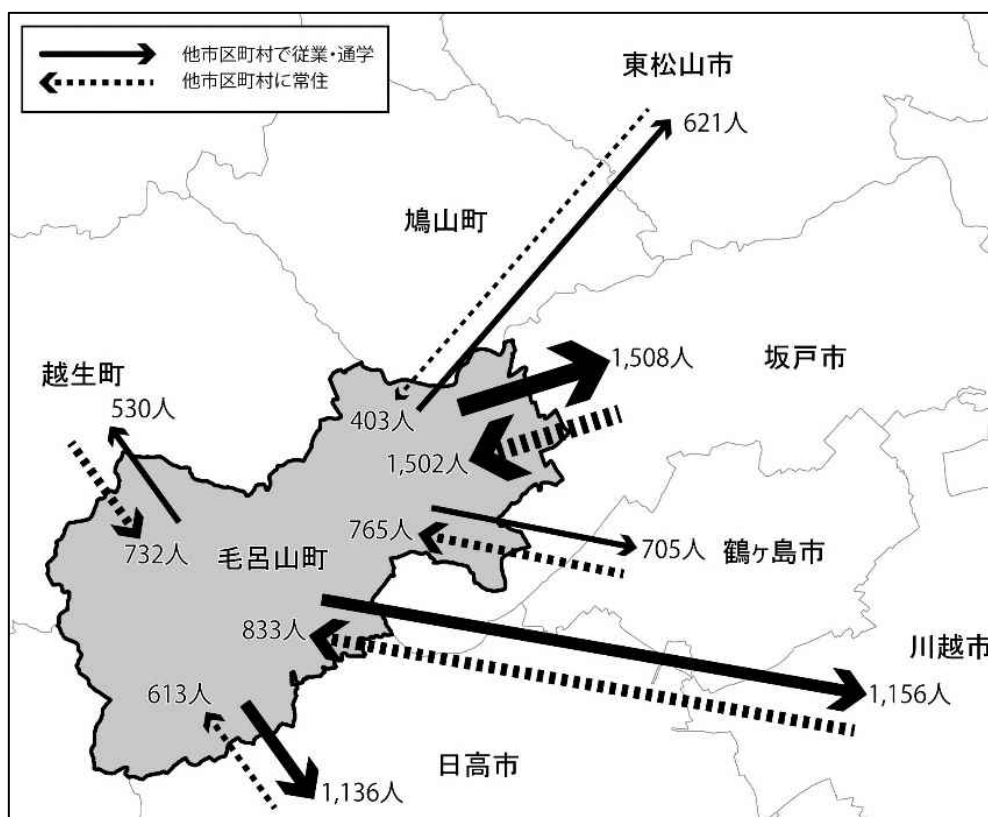 他市区町村で従業・通学
他市区町村に常住
東松山市
621人
鳩山町
坂戸市
1,508人
越生町
530人
403人
1,502人
765人
705人
鶴ヶ島市
732人
毛呂山町
833人
川越市
1,156人
613人
日高市
1,136人